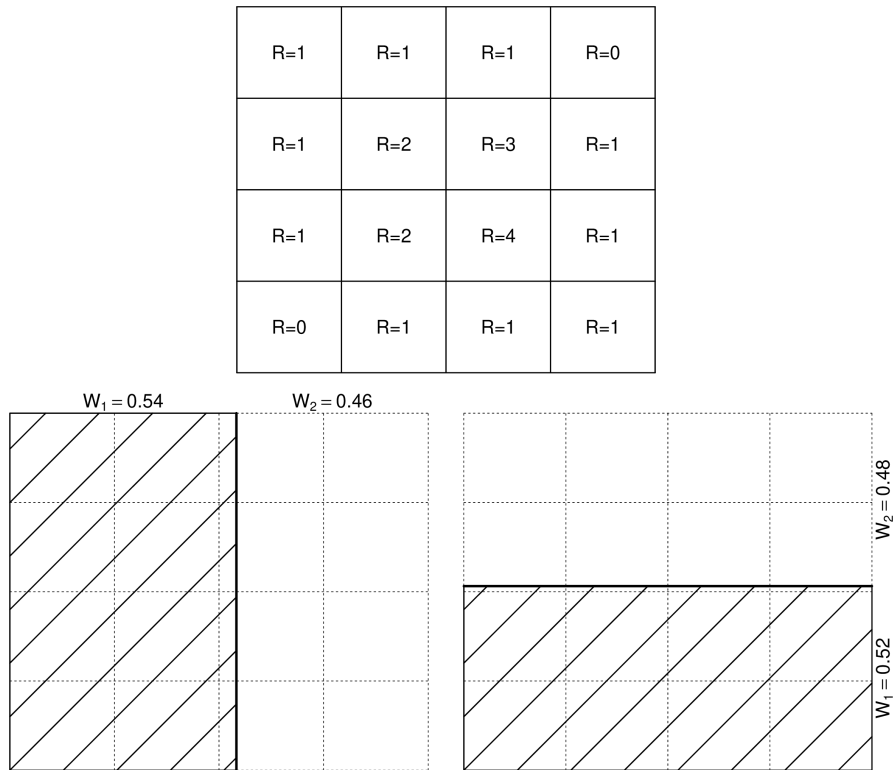 R=1 R=1 R=1 R=0
R=1 R=2 R=3 R=1
R=1 R=2 R=4 R=1
R=0 R=1 R=1 R=1
W₁ = 0.54 W₂ = 0.46
W₂ = 0.48
W₁ = 0.52